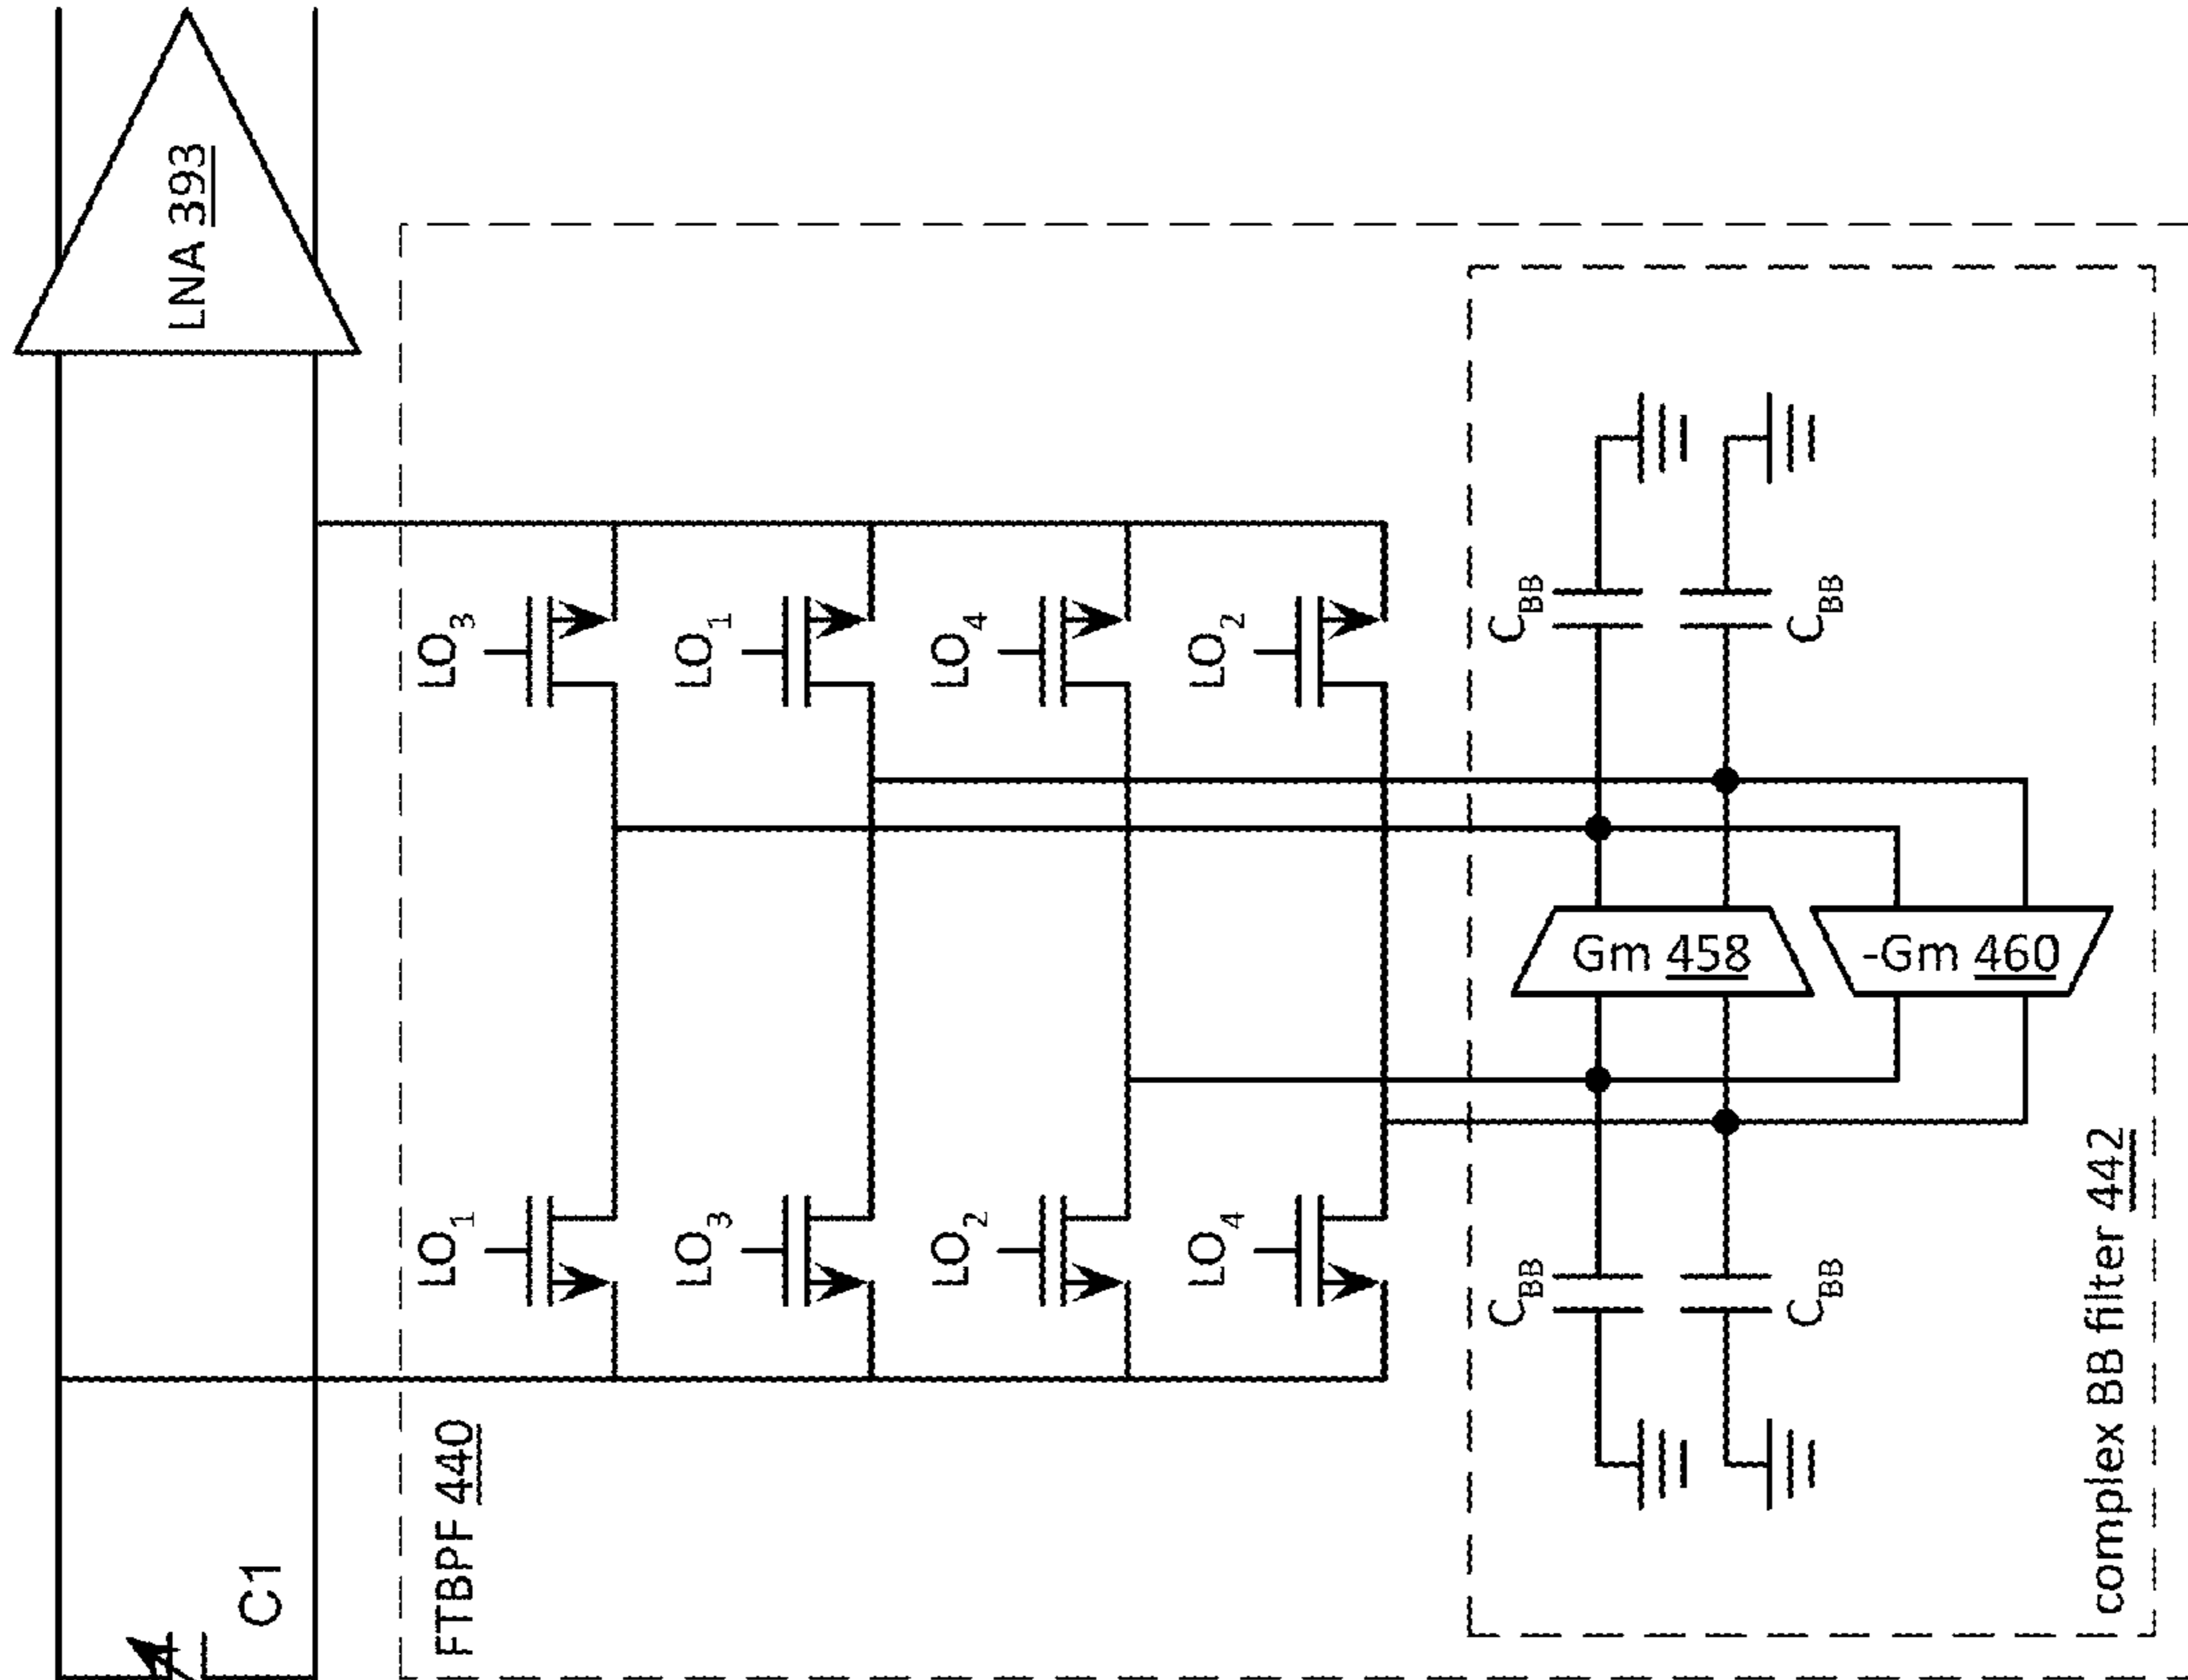 LNA 393
C1
FTBPF 440
LO1
LO3
LO3
LO1
LO2
LO4
LO4
LO2
CBB
CBB
Gm 458
-Gm 460
CBB
CBB
complex BB filter 442